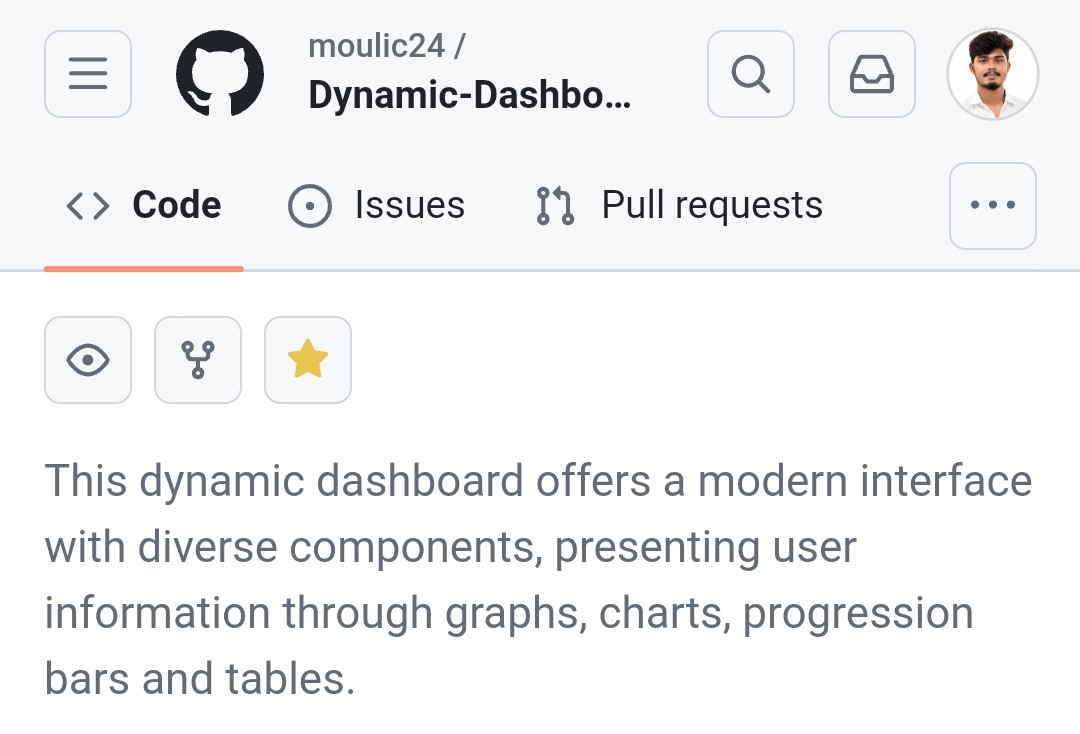 moulic24 /
Dynamic-Dashbo...
Code
Issues
Pull requests
This dynamic dashboard offers a modern interface
with diverse components, presenting user
information through graphs, charts, progression
bars and tables.